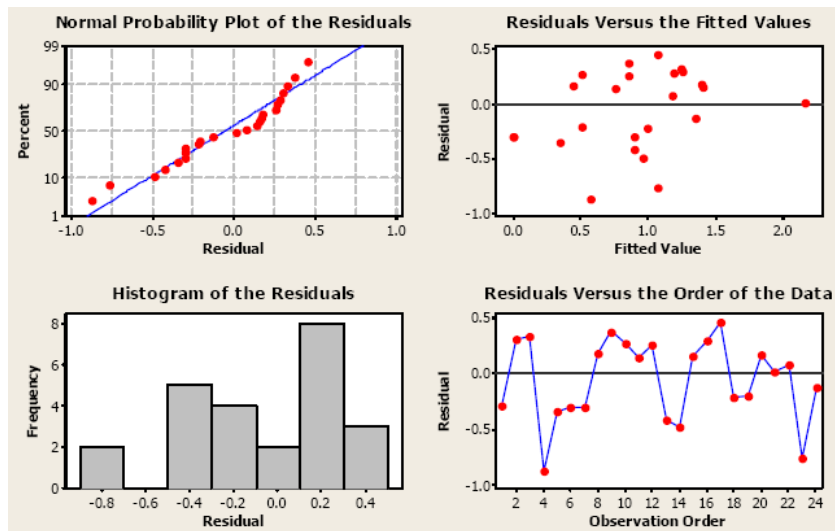 Normal Probability Plot of the Residuals
99
90
50
10
1
Percent
-1.0 -0.5 0.0 0.5 1.0
Residual
Residuals Versus the Fitted Values
0.5
0.0
-0.5
-1.0
Residual
0.0 0.5 1.0 1.5 2.0
Fitted Value
Histogram of the Residuals
8
6
4
2
0
Frequency
-0.8 -0.6 -0.4 -0.2 0.0 0.2 0.4
Residual
Residuals Versus the Order of the Data
0.5
0.0
-0.5
-1.0
Residual
2 4 6 8 10 12 14 16 18 20 22 24
Observation Order